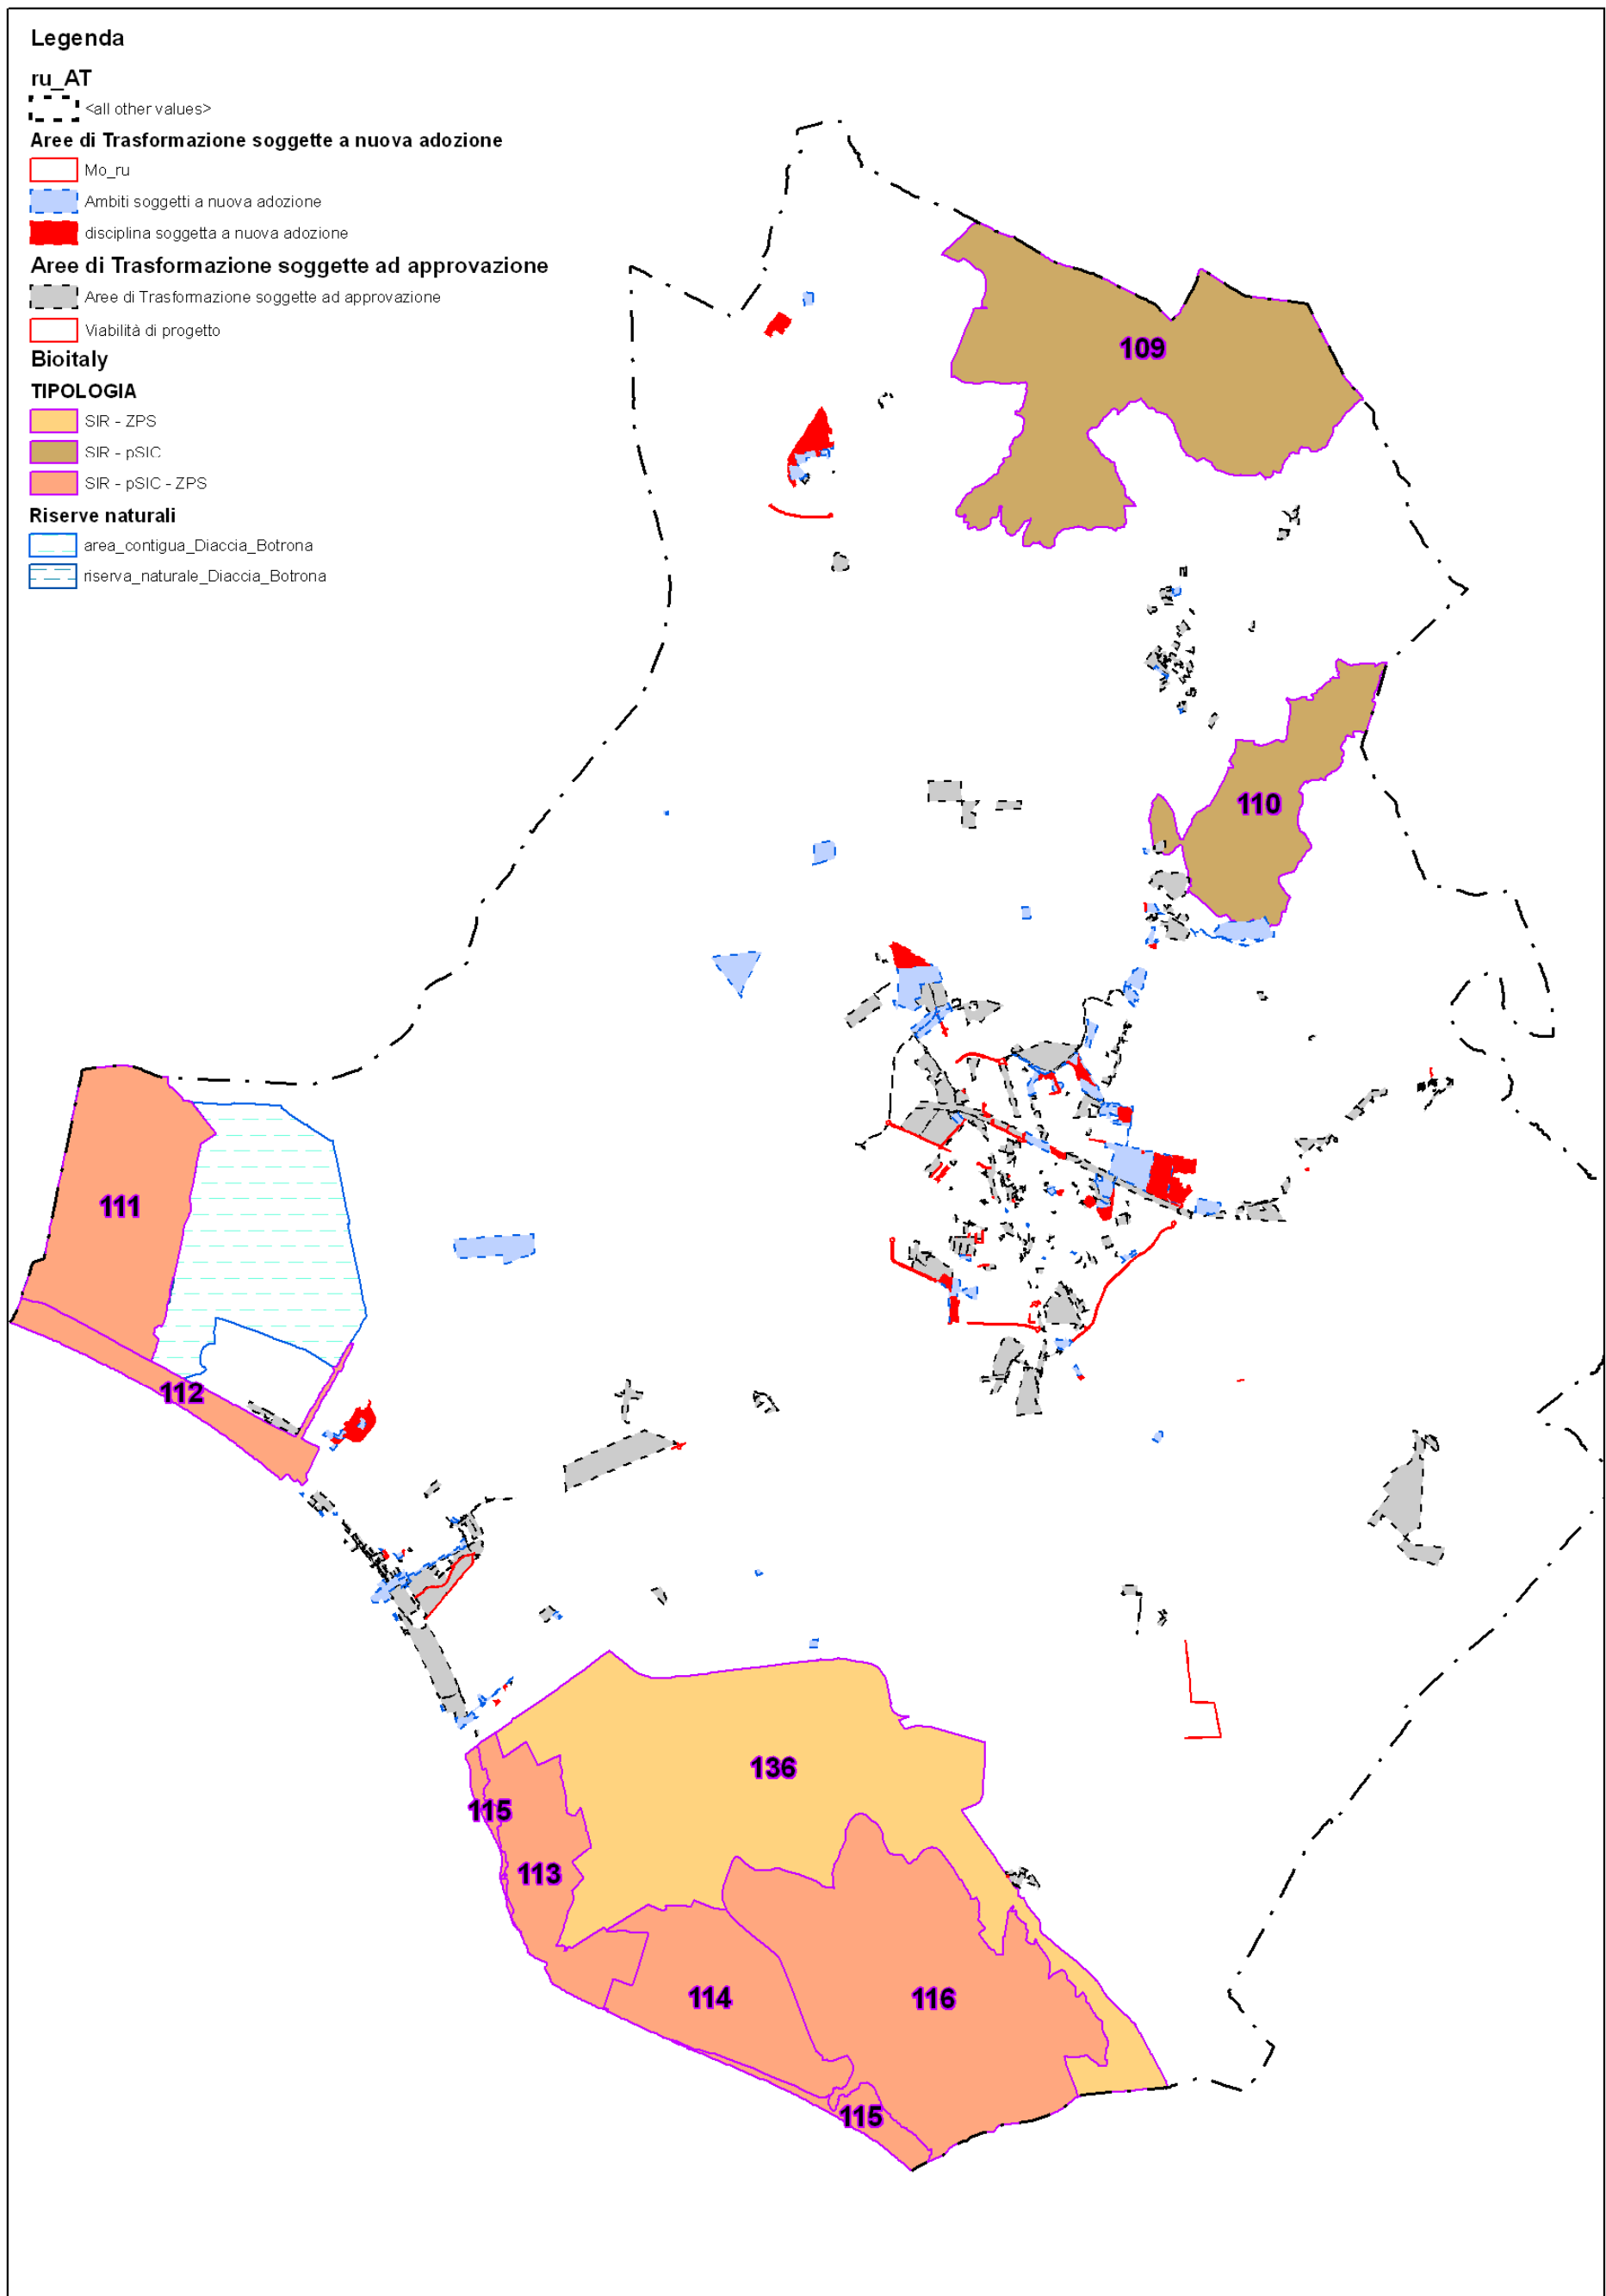 Legenda
ru_AT
<all other values>
Aree di Trasformazione soggette a nuova adozione
Mo_ru
Ambiti soggetti a nuova adozione
disciplina soggetta a nuova adozione
Aree di Trasformazione soggette ad approvazione
Aree di Trasformazione soggette ad approvazione
Viabilità di progetto
Bioitaly
TIPOLOGIA
SIR - ZPS
SIR - pSIC
SIR - pSIC - ZPS
Riserve naturali
area_contigua_Diaccia_Botrona
riserva_naturale_Diaccia_Botrona
109
110
111
112
136
115
113
114
116
115